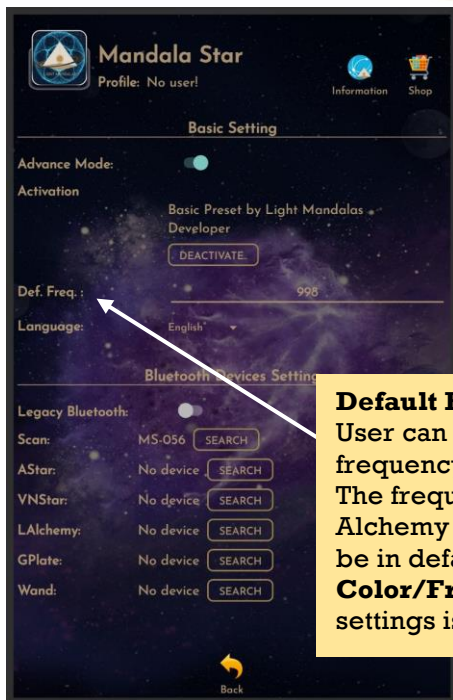 Mandala Star
Profile: No user!
Information Shop
Basic Setting
Advance Mode:
Activation
Basic Preset by Light Mandalas
Developer
DEACTIVATE.
Def. Freq. : 998
Language: English
Bluetooth Devices Setting
Legacy Bluetooth:
Scan: MS-056 SEARCH
AStar: No device SEARCH
VNStar: No device SEARCH
LAlchemy: No device SEARCH
GPlate: No device SEARCH
Wand: No device SEARCH
Back
Default
User can
frequency
The frequ
Alchemy
be in defa
Color/Fr
settings is